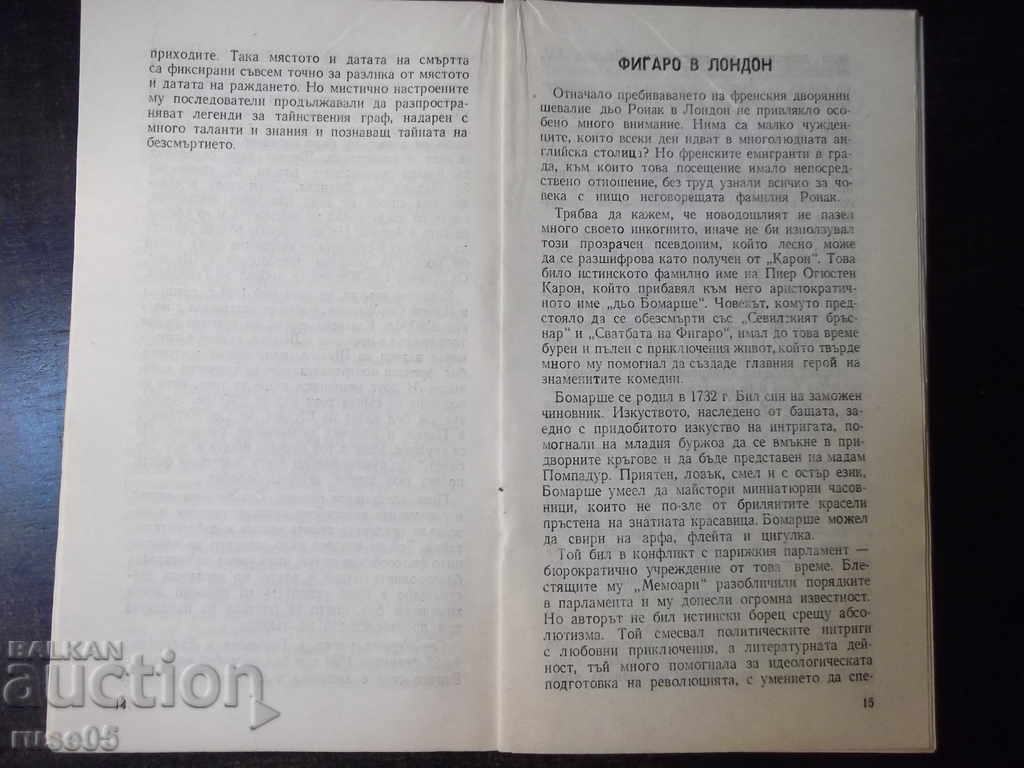 приходите. Така мястото и датата на смъртта
са фиксирани съвсем точно за разлика от мястото
и датата на раждането. Но мистично настроените
му последователи продължавали да разпростра-
няват легенди за тайнствения граф, надарен с
много таланти и знания и познаващ тайната на
безсмъртието.
14
ФИГАРО В ЛОНДОН
Отначало пребиваването на френския дворянин
шевалие дьо Ронак в Лондон не привлякло осо-
бено много внимание. Нима са малко чужден-
ците, които всеки ден идват в многолюдната ан-
глийска столица? Но френските емигранти в гра-
да, към които това посещение имало непосред-
ствено отношение, без труд узнали всичко за чо-
века с нищо неговорещата фамилия Ронак.
Трябва да кажем, че новодошлият не пазел
много своето инкогнито, иначе не би използувал
този прозрачен псевдоним, който лесно може
да се разшифрова като получен от „Карон“. Това
било истинското фамилно име на Пиер Огюстен
Карон, който прибавял към него аристократич-
ното име „дьо Бомарше“. Човекът, комуто пред-
стояло да се обезсмърти със „Севилският бръс-
нар“ и „Сватбата на Фигаро“, имал до това време
бурен и пълен с приключения живот, който твърде
много му помогнал да създаде главния герой на
знаменитите комедии.
Бомарше се родил в 1732 г. Бил син на заможен
чиновник. Изкуството, наследено от бащата, за-
едно с придобитото изкуство на интригата, по-
могнали на младия буржоа да се вмъкне в при-
дворните кръгове и да бъде представен на мадам
Помпадур. Приятен, ловък, смел и с остър език,
Бомарше умеел да майстори миниатюрни часов-
ници, които не по-зле от брилянтите красели
пръстена на знатната красавица. Бомарше можел
да свири на арфа, флейта и цигулка.
Той бил в конфликт с парижкия парламент —
бюрократично учреждение от това време. Бле-
стящите му „Мемоари“ разобличили порядките
в парламента и му донесли огромна известност.
Но авторът не бил истински борец срещу абсо-
лютизма. Той смесвал политическите интриги
с любовни приключения, а литературната дей-
ност, тъй много помогнала за идеологическата
подготовка на революцията, с умението да спе-
15
BALKAN
auction
ruse05